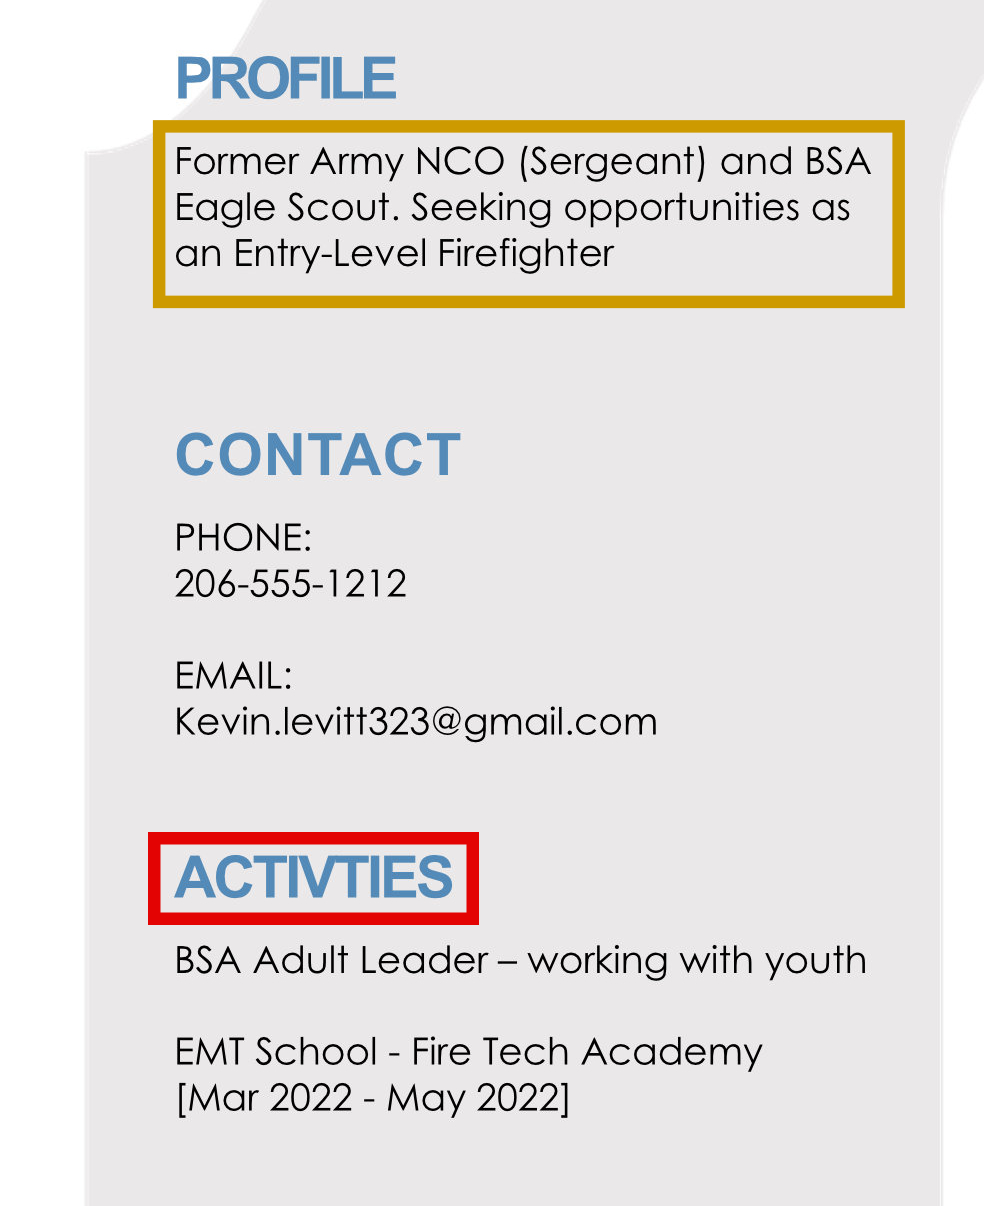 PROFILE
Former Army NCO (Sergeant) and BSA
Eagle Scout. Seeking opportunities as
an Entry-Level Firefighter
CONTACT
PHONE:
206-555-1212
EMAIL:
Kevin.levitt323@gmail.com
ACTIVTIES
BSA Adult Leader – working with youth
EMT School - Fire Tech Academy
[Mar 2022 - May 2022]